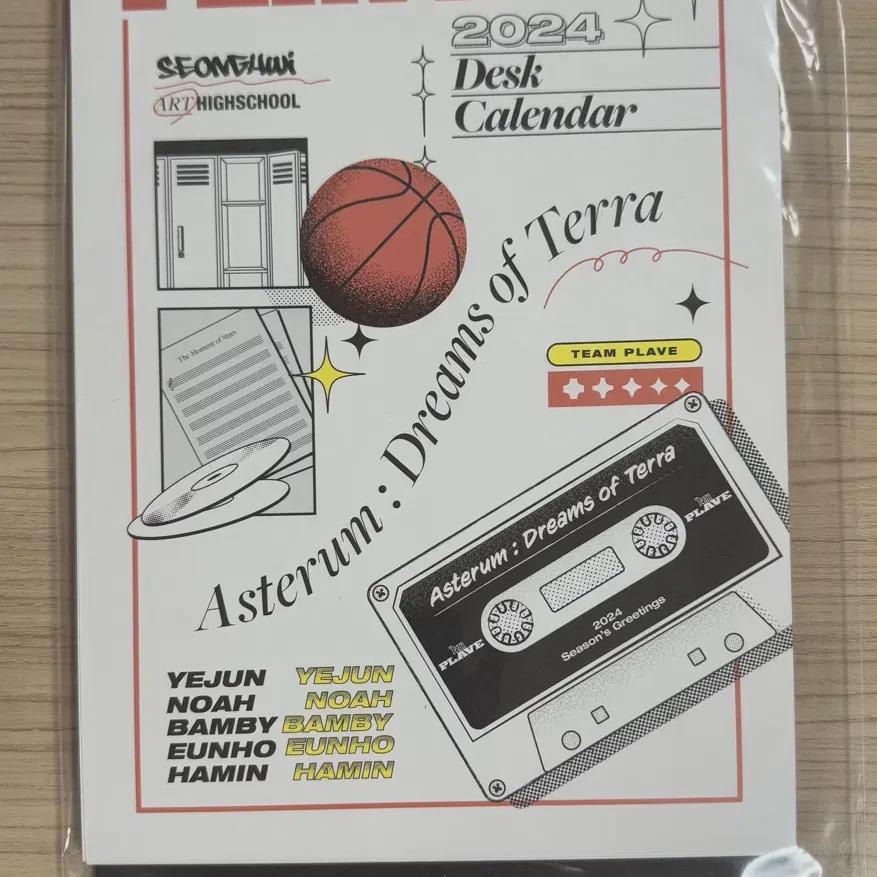 2024
Desk
Calendar
SEONGHWI
ART HIGHSCHOOL
Asterum : Dreams of Terra
The Moment of Stars
TEAM PLAVE
Asterum : Dreams of Terra
Team
PLAVE
Team
PLAVE
2024
Season's Greetings
YEJUN YEJUN
NOAH NOAH
BAMBY BAMBY
EUNHO EUNHO
HAMIN HAMIN